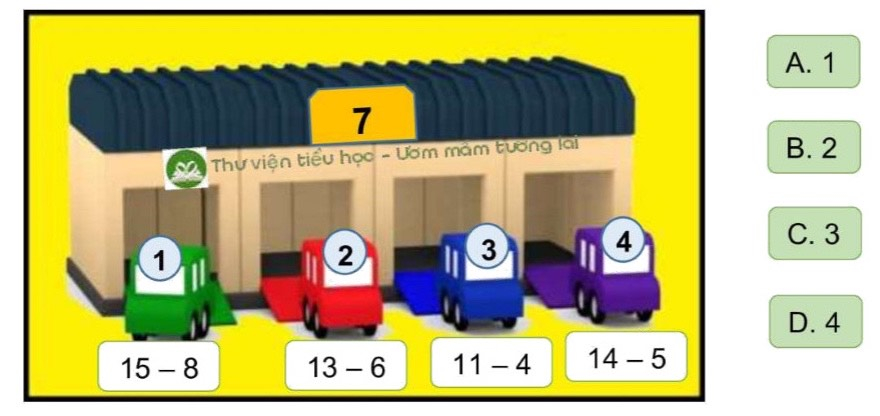 7
Thư viện tiểu học - Ươm mầm tương lai
1
2
3
4
15 – 8
13 – 6
11 – 4
14 – 5
A. 1
B. 2
C. 3
D. 4